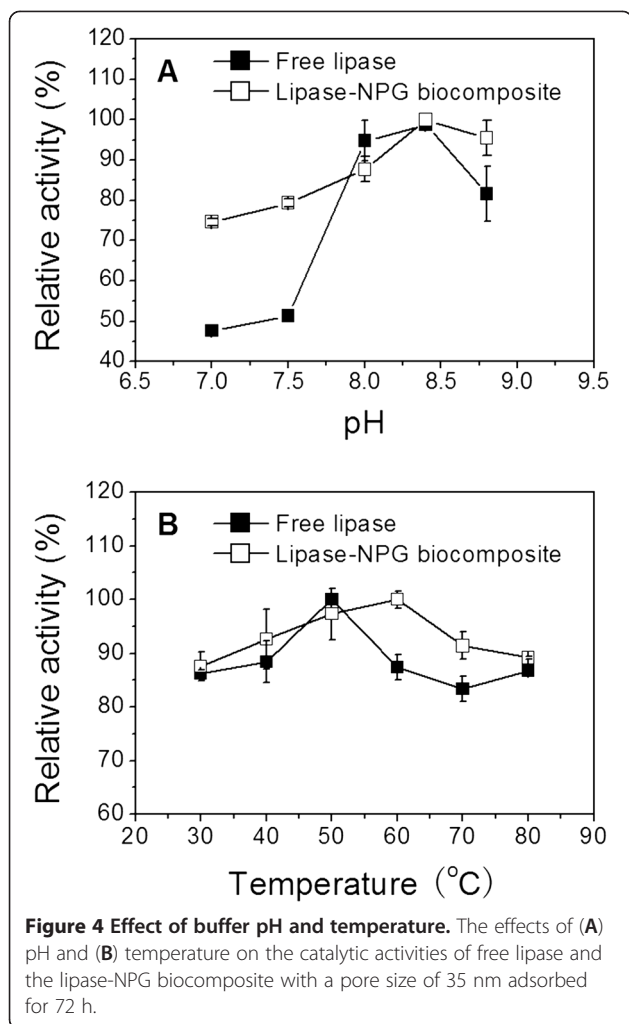 120
110
100
90
80
70
60
50
40
Relative activity (%)
A
Free lipase
Lipase-NPG biocomposite
6.5 7.0 7.5 8.0 8.5 9.0 9.5
pH
120
110
100
90
80
70
60
Relative activity (%)
B
Free lipase
Lipase-NPG biocomposite
20 30 40 50 60 70 80 90
Temperature (°C)
Figure 4 Effect of buffer pH and temperature. The effects of (A)
pH and (B) temperature on the catalytic activities of free lipase and
the lipase-NPG biocomposite with a pore size of 35 nm adsorbed
for 72 h.